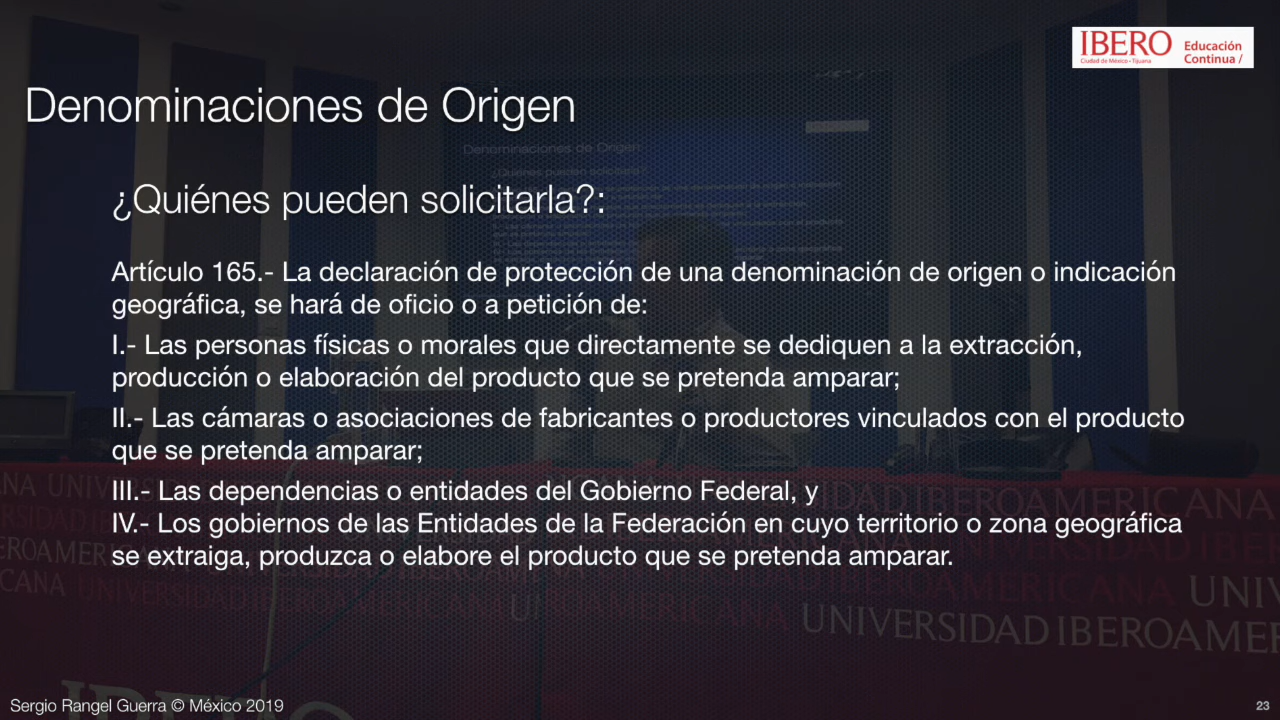 IBERO
Ciudad de México • Tijuana
Educación
Continua /
Denominaciones de Origen
¿Quiénes pueden solicitarla?:
Artículo 165.- La declaración de protección de una denominación de origen o indicación
geográfica, se hará de oficio o a petición de:
I.- Las personas físicas o morales que directamente se dediquen a la extracción,
producción o elaboración del producto que se pretenda amparar;
II.- Las cámaras o asociaciones de fabricantes o productores vinculados con el producto
que se pretenda amparar;
III.- Las dependencias o entidades del Gobierno Federal, y
IV.- Los gobiernos de las Entidades de la Federación en cuyo territorio o zona geográfica
se extraiga, produzca o elabore el producto que se pretenda amparar.
UNIVERSIDAD IBEROAME
Sergio Rangel Guerra © México 2019
23